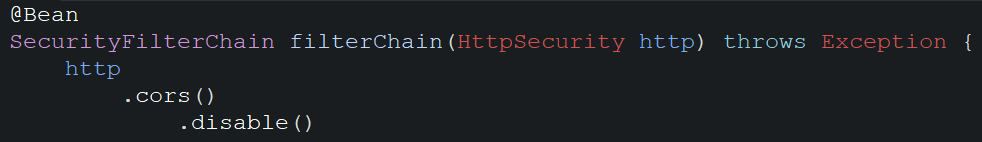 @Bean
SecurityFilterChain filterChain(HttpSecurity http) throws Exception {
    http
        .cors()
            .disable()